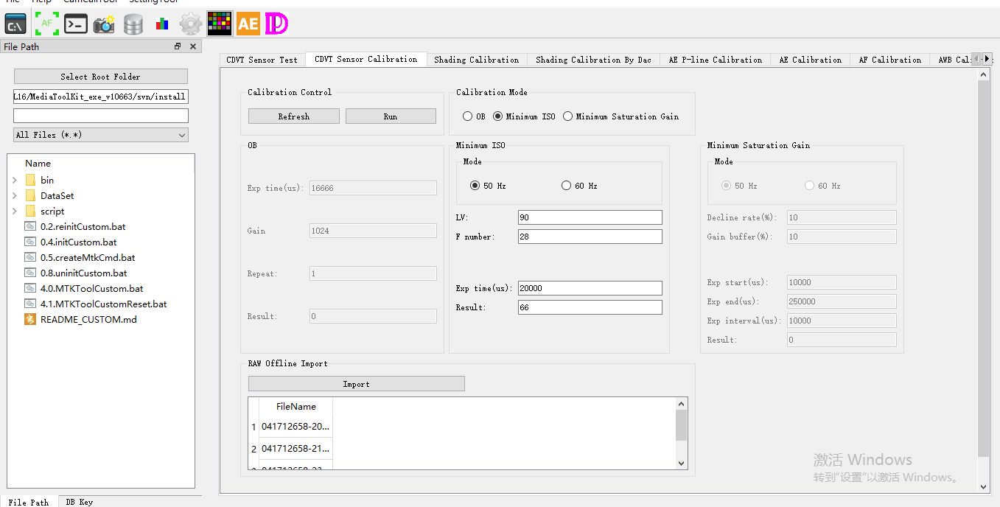 File Help CamCaliTool SettingTool
C:\ AF AE
File Path
Select Root Folder
L16/MediaToolKit_exe_v10663/svn/install
All Files (*.*)
Name
bin
DataSet
script
0.2.reinitCustom.bat
0.4.initCustom.bat
0.5.createMtkCmd.bat
0.8.uninitCustom.bat
4.0.MTKToolCustom.bat
4.1.MTKToolCustomReset.bat
README_CUSTOM.md
File Path DB Key
CDVT Sensor Test CDVT Sensor Calibration Shading Calibration Shading Calibration By Dac AE P-line Calibration AE Calibration AF Calibration AWB Cal
Calibration Control
Refresh Run
Calibration Mode
OB Minimum ISO Minimum Saturation Gain
OB
Exp time(us): 16666
Gain 1024
Repeat: 1
Result: 0
Minimum ISO
Mode
50 Hz 60 Hz
LV: 90
F number: 28
Exp time(us): 20000
Result: 66
Minimum Saturation Gain
Mode
50 Hz 60 Hz
Decline rate(%): 10
Gain buffer(%): 10
Exp start(us): 10000
Exp end(us): 250000
Exp interval(us): 10000
Result: 0
RAW Offline Import
Import
FileName
1 041712658-20...
2 041712658-21...
激活 Windows
转到"设置"以激活 Windows。